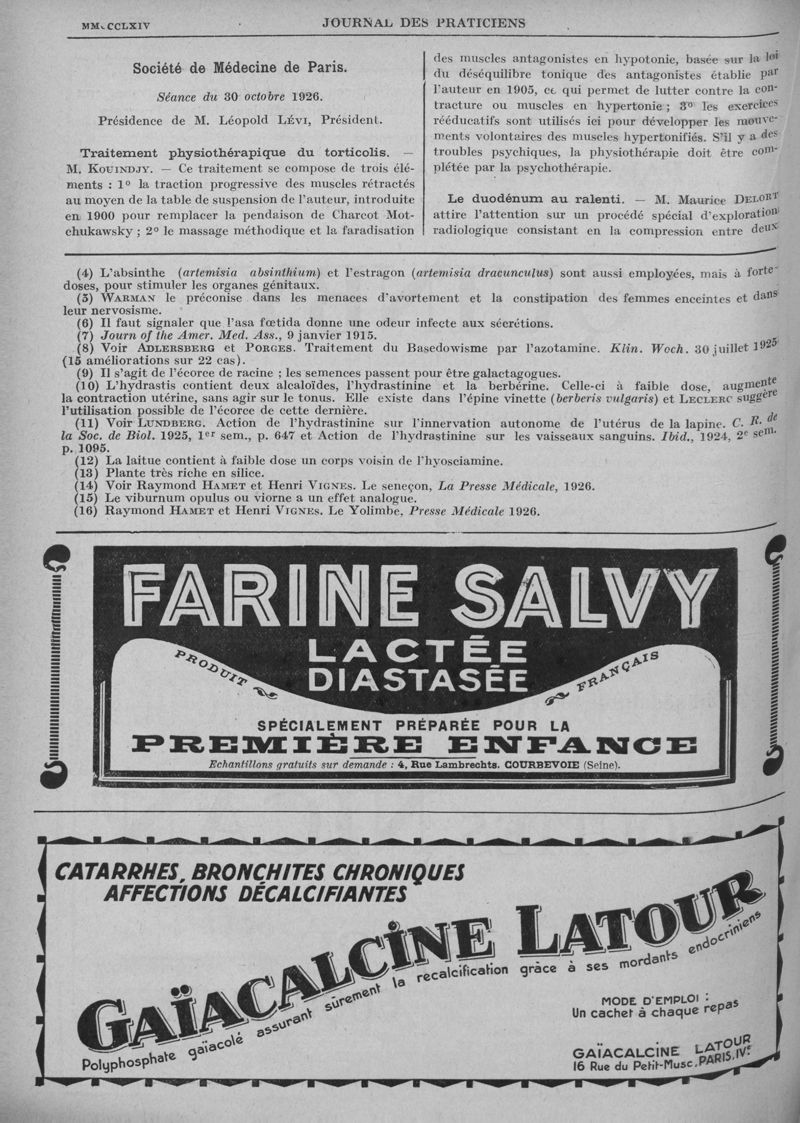 MM-CCLXIV
JOURNAL DES PRATICIENS
Société de Médecine de Paris.
Séance du 30 octobre 1926.
Présidence de M. Léopold LÉVI, Président.
Traitement physiothérapique du torticolis. —
M. KOUINDJY. — Ce traitement se compose de trois élé-
ments : 1º la traction progressive des muscles rétractés
au moyen de la table de suspension de l'auteur, introduite
en 1900 pour remplacer la pendaison de Charcot Mot-
chukawsky ; 2º le massage méthodique et la faradisation
des muscles antagonistes en hypotonie, basée sur la loi
du déséquilibre tonique des antagonistes établie par
l'auteur en 1905, ce qui permet de lutter contre la con-
tracture ou muscles en hypertonie ; 3º les exercices
rééducatifs sont utilisés ici pour développer les mouve-
ments volontaires des muscles hypertonifiés. S'il y a des
troubles psychiques, la physiothérapie doit être com-
plétée par la psychothérapie.
Le duodénum au ralenti. — M. Maurice DELORT
attire l'attention sur un procédé spécial d'exploration
radiologique consistant en la compression entre deux
(4) L'absinthe (artemisia absinthium) et l'estragon (artemisia dracunculus) sont aussi employées, mais à forte-
doses, pour stimuler les organes génitaux.
(5) WARMAN le préconise dans les menaces d'avortement et la constipation des femmes enceintes et dans
leur nervosisme.
(6) Il faut signaler que l'asa fœtida donne une odeur infecte aux sécrétions.
(7) Journ of the Amer. Med. Ass., 9 janvier 1915.
(8) Voir ADLERSBERG et PORGES. Traitement du Basedowisme par l'azotamine. Klin. Woch. 30 juillet 1925
(15 améliorations sur 22 cas).
(9) Il s'agit de l'écorce de racine ; les semences passent pour être galactagogues.
(10) L'hydrastis contient deux alcaloïdes, l'hydrastinine et la berbérine. Celle-ci à faible dose, augmente
la contraction utérine, sans agir sur le tonus. Elle existe dans l'épine vinette (berberis vulgaris) et LECLERC suggère
l'utilisation possible de l'écorce de cette dernière.
(11) Voir LUNDBERG. Action de l'hydrastinine sur l'innervation autonome de l'utérus de la lapine. C. R. de
la Soc. de Biol. 1925, 1er sem., p. 647 et Action de l'hydrastinine sur les vaisseaux sanguins. Ibid., 1924, 2e sem.
p. 1095.
(12) La laitue contient à faible dose un corps voisin de l'hyosciamine.
(13) Plante très riche en silice.
(14) Voir Raymond HAMET et Henri VIGNES. Le seneçon, La Presse Médicale, 1926.
(15) Le viburnum opulus ou viorne a un effet analogue.
(16) Raymond HAMET et Henri VIGNES. Le Yolimbe, Presse Médicale 1926.
FARINE SALVY
LACTÉE
DIASTASÉE
PRODUIT FRANÇAIS
SPÉCIALEMENT PRÉPARÉE POUR LA
PREMIÈRE ENFANCE
Echantillons gratuits sur demande : 4, Rue Lambrechts. COURBEVOIE (Seine).
CATARRHES, BRONCHITES CHRONIQUES
AFFECTIONS DÉCALCIFIANTES
GAÏACALCINE LATOUR
Polyphosphate gaïacolé assurant sûrement la recalcification grâce à ses mordants endocriniens
MODE D'EMPLOI :
Un cachet à chaque repas
GAÏACALCINE LATOUR
16 Rue du Petit-Musc. PARIS. IVe